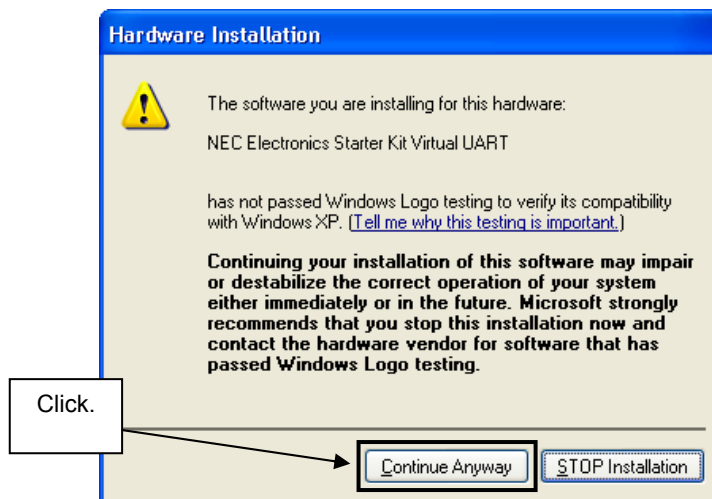 Hardware Installation
The software you are installing for this hardware:
NEC Electronics Starter Kit Virtual UART
has not passed Windows Logo testing to verify its compatibility
with Windows XP. (Tell me why this testing is important.)
Continuing your installation of this software may impair
or destabilize the correct operation of your system
either immediately or in the future. Microsoft strongly
recommends that you stop this installation now and
contact the hardware vendor for software that has
passed Windows Logo testing.
Click.
Continue Anyway
STOP Installation